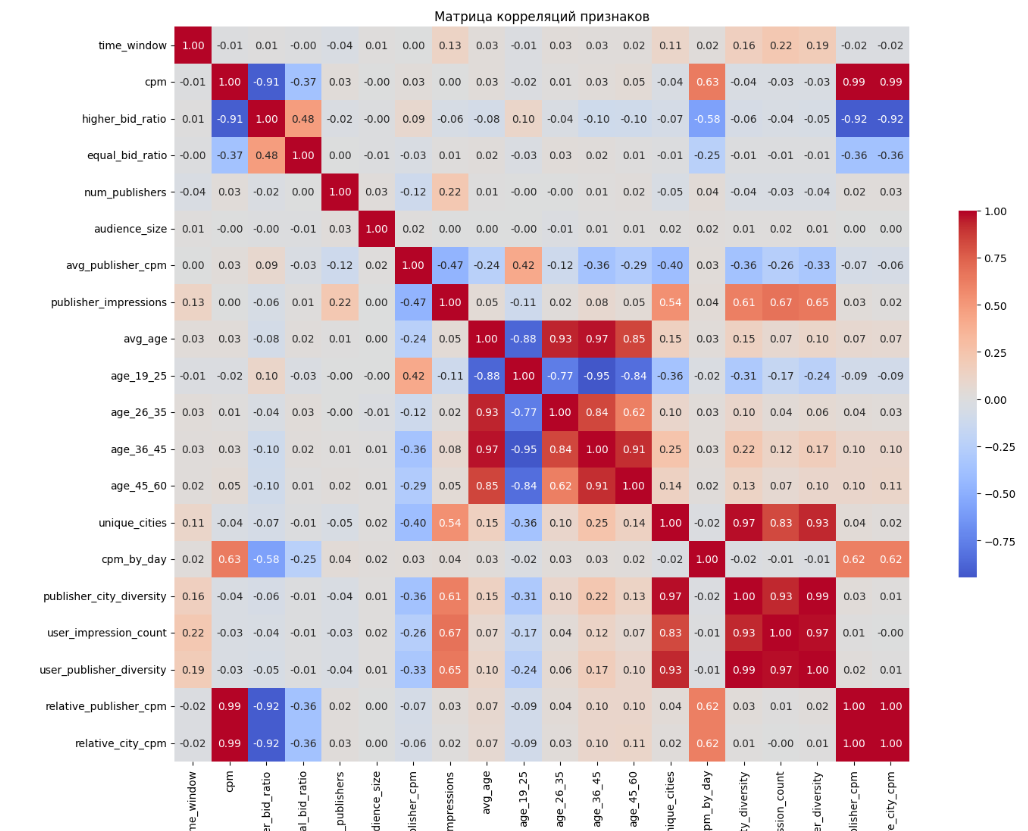 Матрица корреляций признаков
time_window 1.00 -0.01 0.01 -0.00 -0.04 0.01 0.00 0.13 0.03 -0.01 0.03 0.03 0.02 0.11 0.02 0.16 0.22 0.19 -0.02 -0.02
cpm -0.01 1.00 -0.91 -0.37 0.03 -0.00 0.03 0.00 0.03 -0.02 0.01 0.03 0.05 -0.04 0.63 -0.04 -0.03 -0.03 0.99 0.99
higher_bid_ratio 0.01 -0.91 1.00 0.48 -0.02 -0.00 0.09 -0.06 -0.08 0.10 -0.04 -0.10 -0.10 -0.07 -0.58 -0.06 -0.04 -0.05 -0.92 -0.92
equal_bid_ratio -0.00 -0.37 0.48 1.00 0.00 -0.01 -0.03 0.01 0.02 -0.03 0.03 0.02 0.01 -0.01 -0.25 -0.01 -0.01 -0.01 -0.36 -0.36
num_publishers -0.04 0.03 -0.02 0.00 1.00 0.03 -0.12 0.22 0.01 -0.00 -0.00 0.01 0.02 -0.05 0.04 -0.04 -0.03 -0.04 0.02 0.03
audience_size 0.01 -0.00 -0.00 -0.01 0.03 1.00 0.02 0.00 0.00 -0.00 -0.01 0.01 0.01 0.02 0.02 0.01 0.02 0.01 0.00 0.00
avg_publisher_cpm 0.00 0.03 0.09 -0.03 -0.12 0.02 1.00 -0.47 -0.24 0.42 -0.12 -0.36 -0.29 -0.40 0.03 -0.36 -0.26 -0.33 -0.07 -0.06
publisher_impressions 0.13 0.00 -0.06 0.01 0.22 0.00 -0.47 1.00 0.05 -0.11 0.02 0.08 0.05 0.54 0.04 0.61 0.67 0.65 0.03 0.02
avg_age 0.03 0.03 -0.08 0.02 0.01 0.00 -0.24 0.05 1.00 -0.88 0.93 0.97 0.85 0.15 0.03 0.15 0.07 0.10 0.07 0.07
age_19_25 -0.01 -0.02 0.10 -0.03 -0.00 -0.00 0.42 -0.11 -0.88 1.00 -0.77 -0.95 -0.84 -0.36 -0.02 -0.31 -0.17 -0.24 -0.09 -0.09
age_26_35 0.03 0.01 -0.04 0.03 -0.00 -0.01 -0.12 0.02 0.93 -0.77 1.00 0.84 0.62 0.10 0.03 0.10 0.04 0.06 0.04 0.03
age_36_45 0.03 0.03 -0.10 0.02 0.01 0.01 -0.36 0.08 0.97 -0.95 0.84 1.00 0.91 0.25 0.03 0.22 0.12 0.17 0.10 0.10
age_45_60 0.02 0.05 -0.10 0.01 0.02 0.01 -0.29 0.05 0.85 -0.84 0.62 0.91 1.00 0.14 0.02 0.13 0.07 0.10 0.10 0.11
unique_cities 0.11 -0.04 -0.07 -0.01 -0.05 0.02 -0.40 0.54 0.15 -0.36 0.10 0.25 0.14 1.00 -0.02 0.97 0.83 0.93 0.04 0.02
cpm_by_day 0.02 0.63 -0.58 -0.25 0.04 0.02 0.03 0.04 0.03 -0.02 0.03 0.03 0.02 -0.02 1.00 -0.02 -0.01 -0.01 0.62 0.62
publisher_city_diversity 0.16 -0.04 -0.06 -0.01 -0.04 0.01 -0.36 0.61 0.15 -0.31 0.10 0.22 0.13 0.97 -0.02 1.00 0.93 0.99 0.03 0.01
user_impression_count 0.22 -0.03 -0.04 -0.01 -0.03 0.02 -0.26 0.67 0.07 -0.17 0.04 0.12 0.07 0.83 -0.01 0.93 1.00 0.97 0.01 -0.00
user_publisher_diversity 0.19 -0.03 -0.05 -0.01 -0.04 0.01 -0.33 0.65 0.10 -0.24 0.06 0.17 0.10 0.93 -0.01 0.99 0.97 1.00 0.02 0.01
relative_publisher_cpm -0.02 0.99 -0.92 -0.36 0.02 0.00 -0.07 0.03 0.07 -0.09 0.04 0.10 0.10 0.04 0.62 0.03 0.01 0.02 1.00 1.00
relative_city_cpm -0.02 0.99 -0.92 -0.36 0.03 0.00 -0.06 0.02 0.07 -0.09 0.03 0.10 0.11 0.02 0.62 0.01 -0.00 0.01 1.00 1.00
me_window
cpm
er_bid_ratio
al_bid_ratio
_publishers
dience_size
blisher_cpm
mpressions
avg_age
age_19_25
age_26_35
age_36_45
age_45_60
nique_cities
pm_by_day
ty_diversity
ssion_count
er_diversity
blisher_cpm
e_city_cpm
1.00
0.75
0.50
0.25
0.00
−0.25
−0.50
−0.75